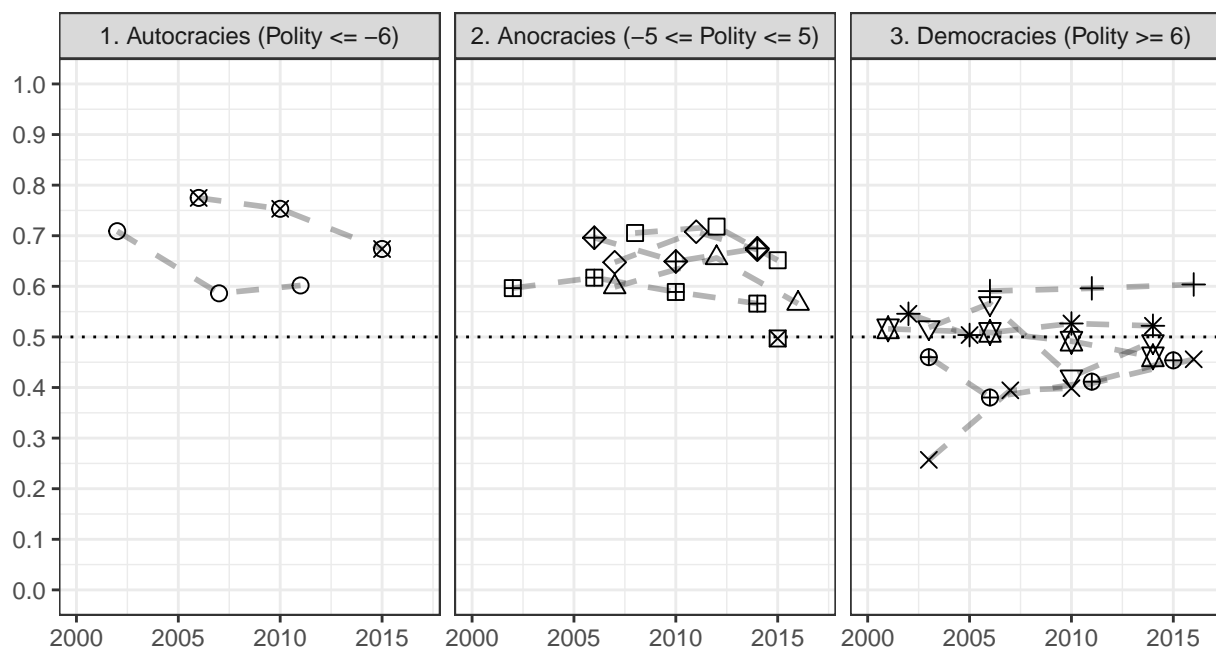 1. Autocracies (Polity <= −6)
2. Anocracies (−5 <= Polity <= 5)
3. Democracies (Polity >= 6)
1.0
0.9
0.8
0.7
0.6
0.5
0.4
0.3
0.2
0.1
0.0
2000 2005 2010 2015
2000 2005 2010 2015
2000 2005 2010 2015